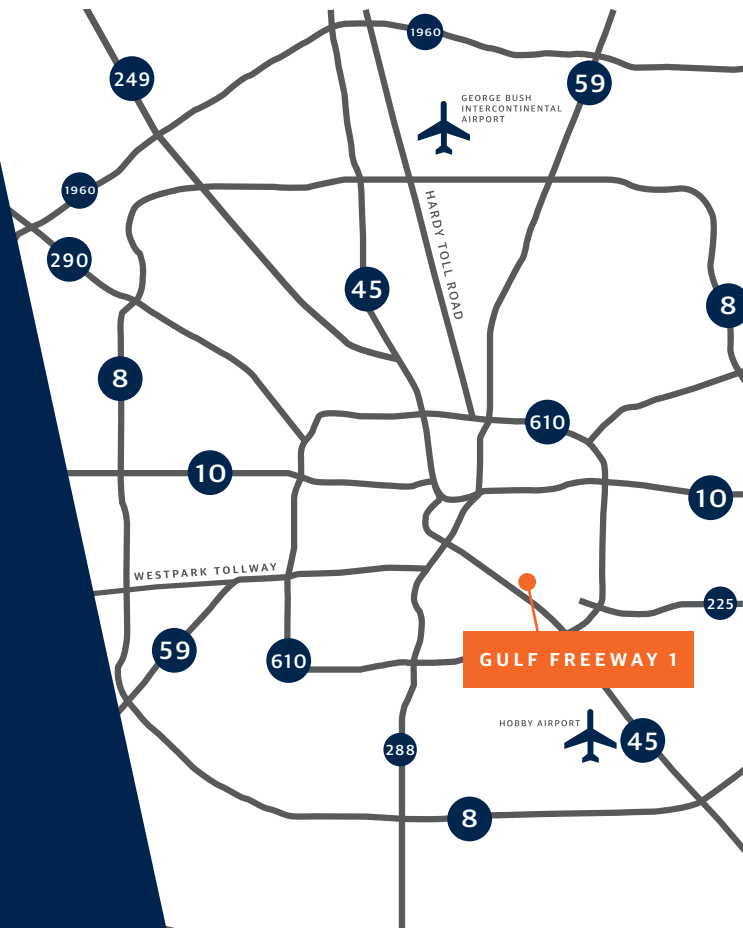 1960
249
59
GEORGE BUSH
INTERCONTINENTAL
AIRPORT
1960
HARDY TOLL ROAD
290
45
8
8
610
10
10
WESTPARK TOLLWAY
225
59
610
GULF FREEWAY 1
HOBBY AIRPORT
45
288
8